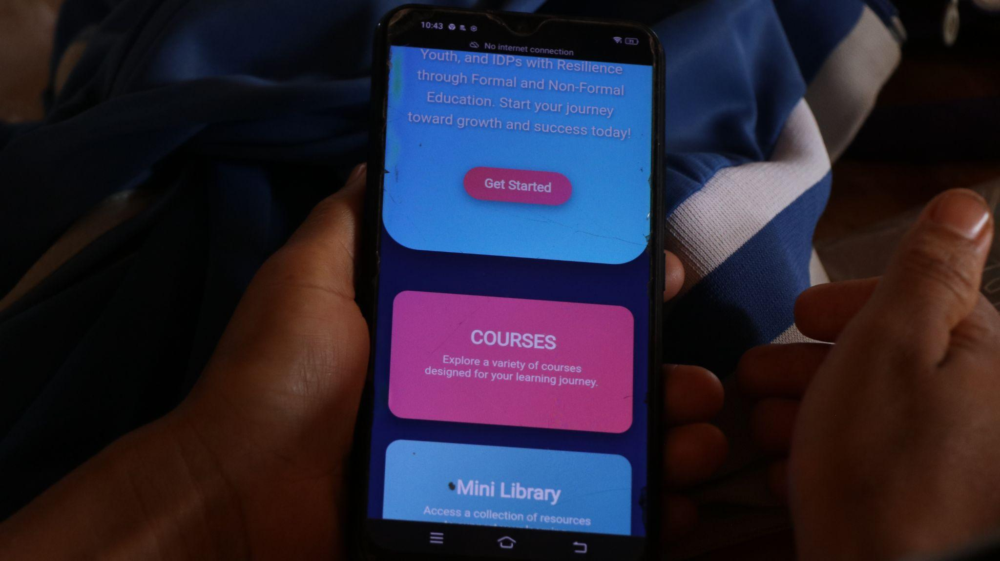 10:43
71
No internet connection
Youth, and IDPs with Resilience
through Formal and Non-Formal
Education. Start your journey
toward growth and success today!
Get Started
COURSES
Explore a variety of courses
designed for your learning journey.
Mini Library
Access a collection of resources